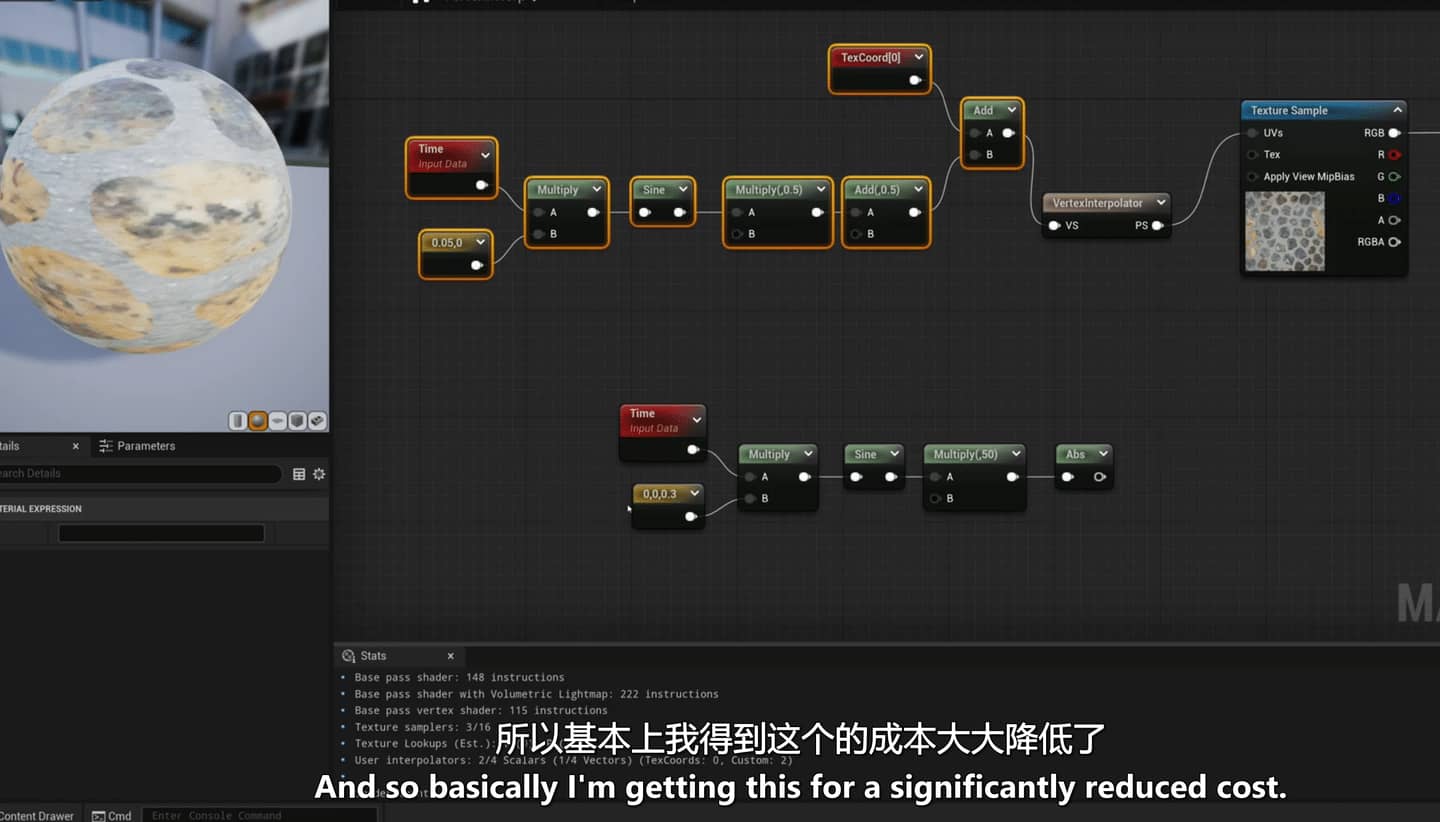 TexCoord[0]
Add
A
B
Time
Input Data
0.05,0
Multiply
A
B
Sine
Multiply(,0.5)
A
B
Add(,0.5)
A
B
VertexInterpolator
VS PS
Texture Sample
UVs RGB
Tex R
Apply View MipBias G
B
A
RGBA
Time
Input Data
0,0,0.3
Multiply
A
B
Sine
Multiply(,50)
A
B
Abs
tails × Parameters
earch Details
TERIAL EXPRESSION
Stats ×
Base pass shader: 148 instructions
Base pass shader with Volumetric Lightmap: 222 instructions
Base pass vertex shader: 115 instructions
Texture samplers: 3/16
Texture Lookups (Est.):
User interpolators: 2/4 Scalars (1/4 Vectors) (TexCoords: 0, Custom: 2)
所以基本上我得到这个的成本大大降低了
And so basically I'm getting this for a significantly reduced cost.
Content Drawer Cmd Enter Console Command